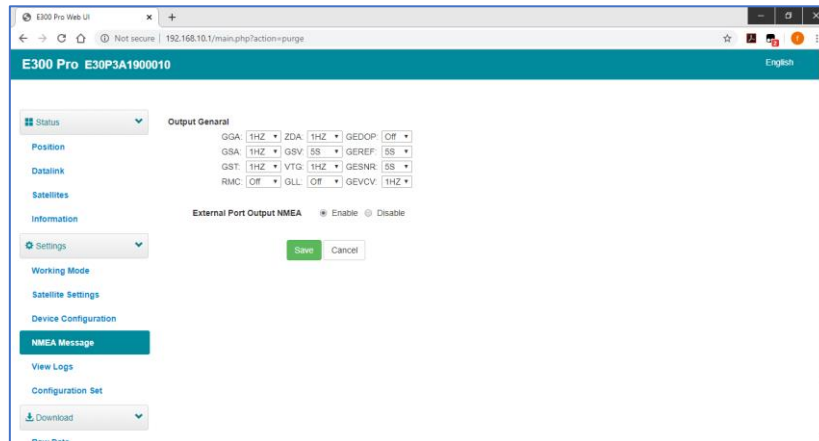 E300 Pro Web UI
Not secure | 192.168.10.1/main.php?action=purge
E300 Pro E30P3A1900010
English
Status
Position
Datalink
Satellites
Information
Settings
Working Mode
Satellite Settings
Device Configuration
NMEA Message
View Logs
Configuration Set
Download
Raw Data
Output Genaral
GGA: 1HZ ZDA: 1HZ GEDOP: Off
GSA: 1HZ GSV: 5S GEREF: 5S
GST: 1HZ VTG: 1HZ GESNR: 5S
RMC: Off GLL: Off GEVCV: 1HZ
External Port Output NMEA Enable Disable
Save Cancel